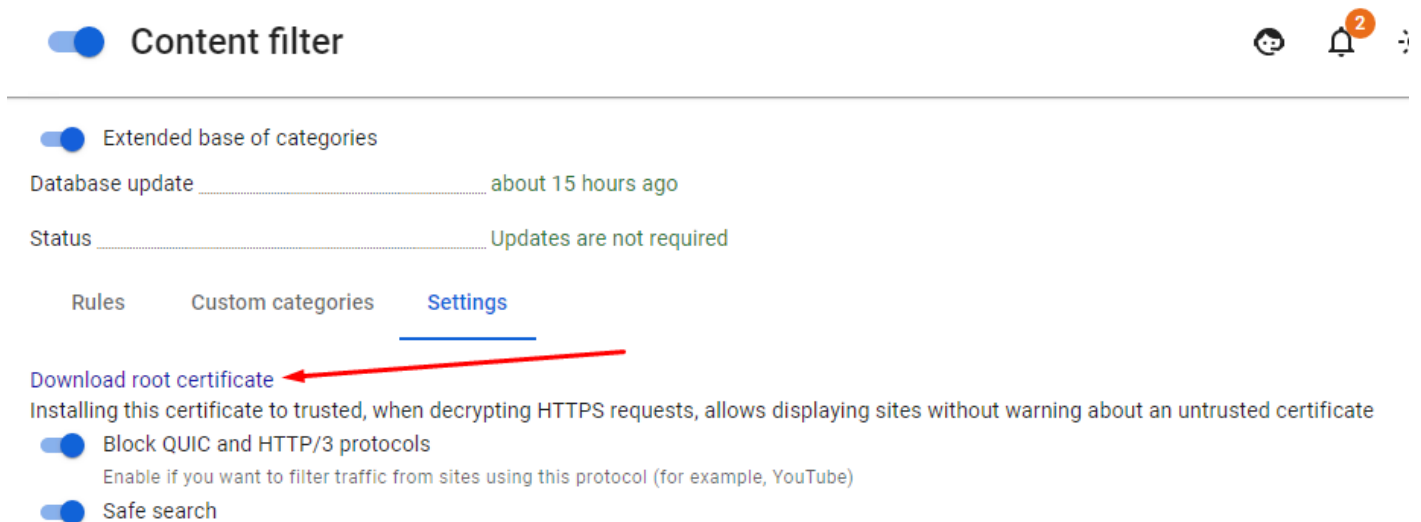 Content filter
2
Extended base of categories
Database update about 15 hours ago
Status Updates are not required
Rules Custom categories Settings
Download root certificate
Installing this certificate to trusted, when decrypting HTTPS requests, allows displaying sites without warning about an untrusted certificate
Block QUIC and HTTP/3 protocols
Enable if you want to filter traffic from sites using this protocol (for example, YouTube)
Safe search